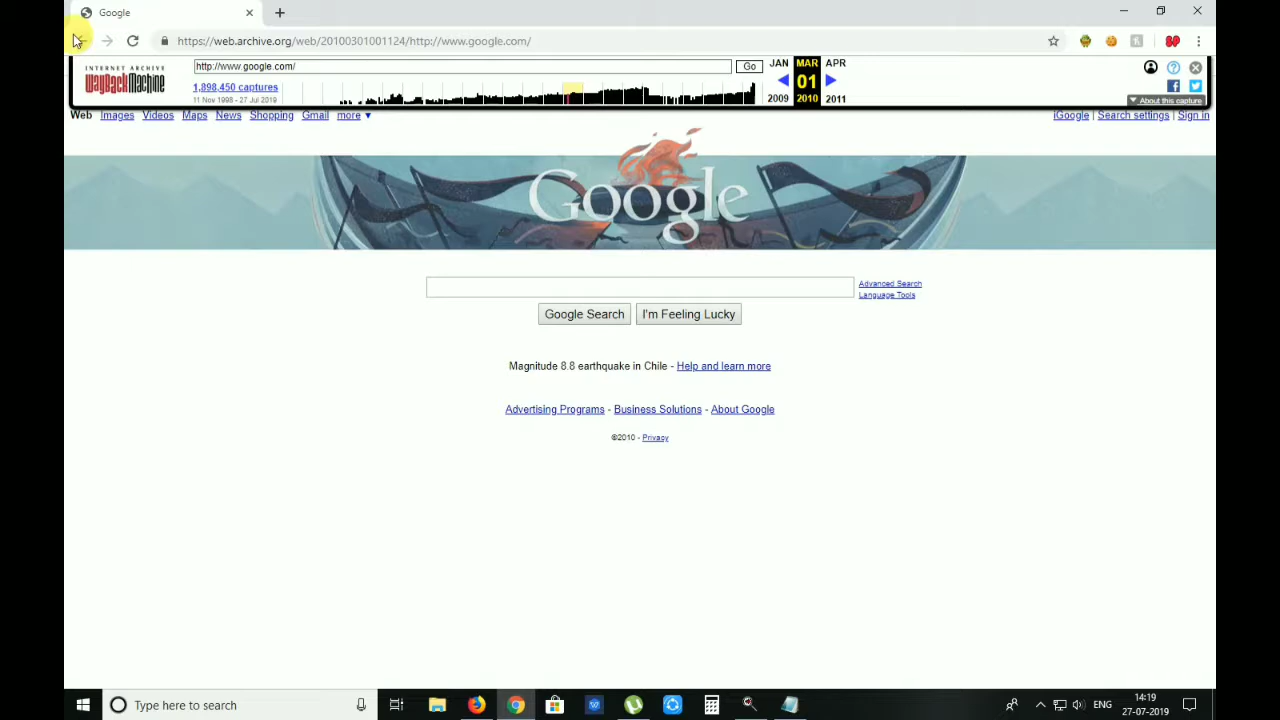 Google
https://web.archive.org/web/20100301001124/http://www.google.com/
INTERNET ARCHIVE
WayBackMachine
http://www.google.com/
Go
JAN MAR APR
1,898,450 captures
01
11 Nov 1998 - 27 Jul 2019
2009 2010 2011
About this capture
Web Images Videos Maps News Shopping Gmail more ▼
iGoogle | Search settings | Sign in
Google
Advanced Search
Language Tools
Google Search I'm Feeling Lucky
Magnitude 8.8 earthquake in Chile - Help and learn more
Advertising Programs - Business Solutions - About Google
©2010 - Privacy
Type here to search
ENG
14:19
27-07-2019